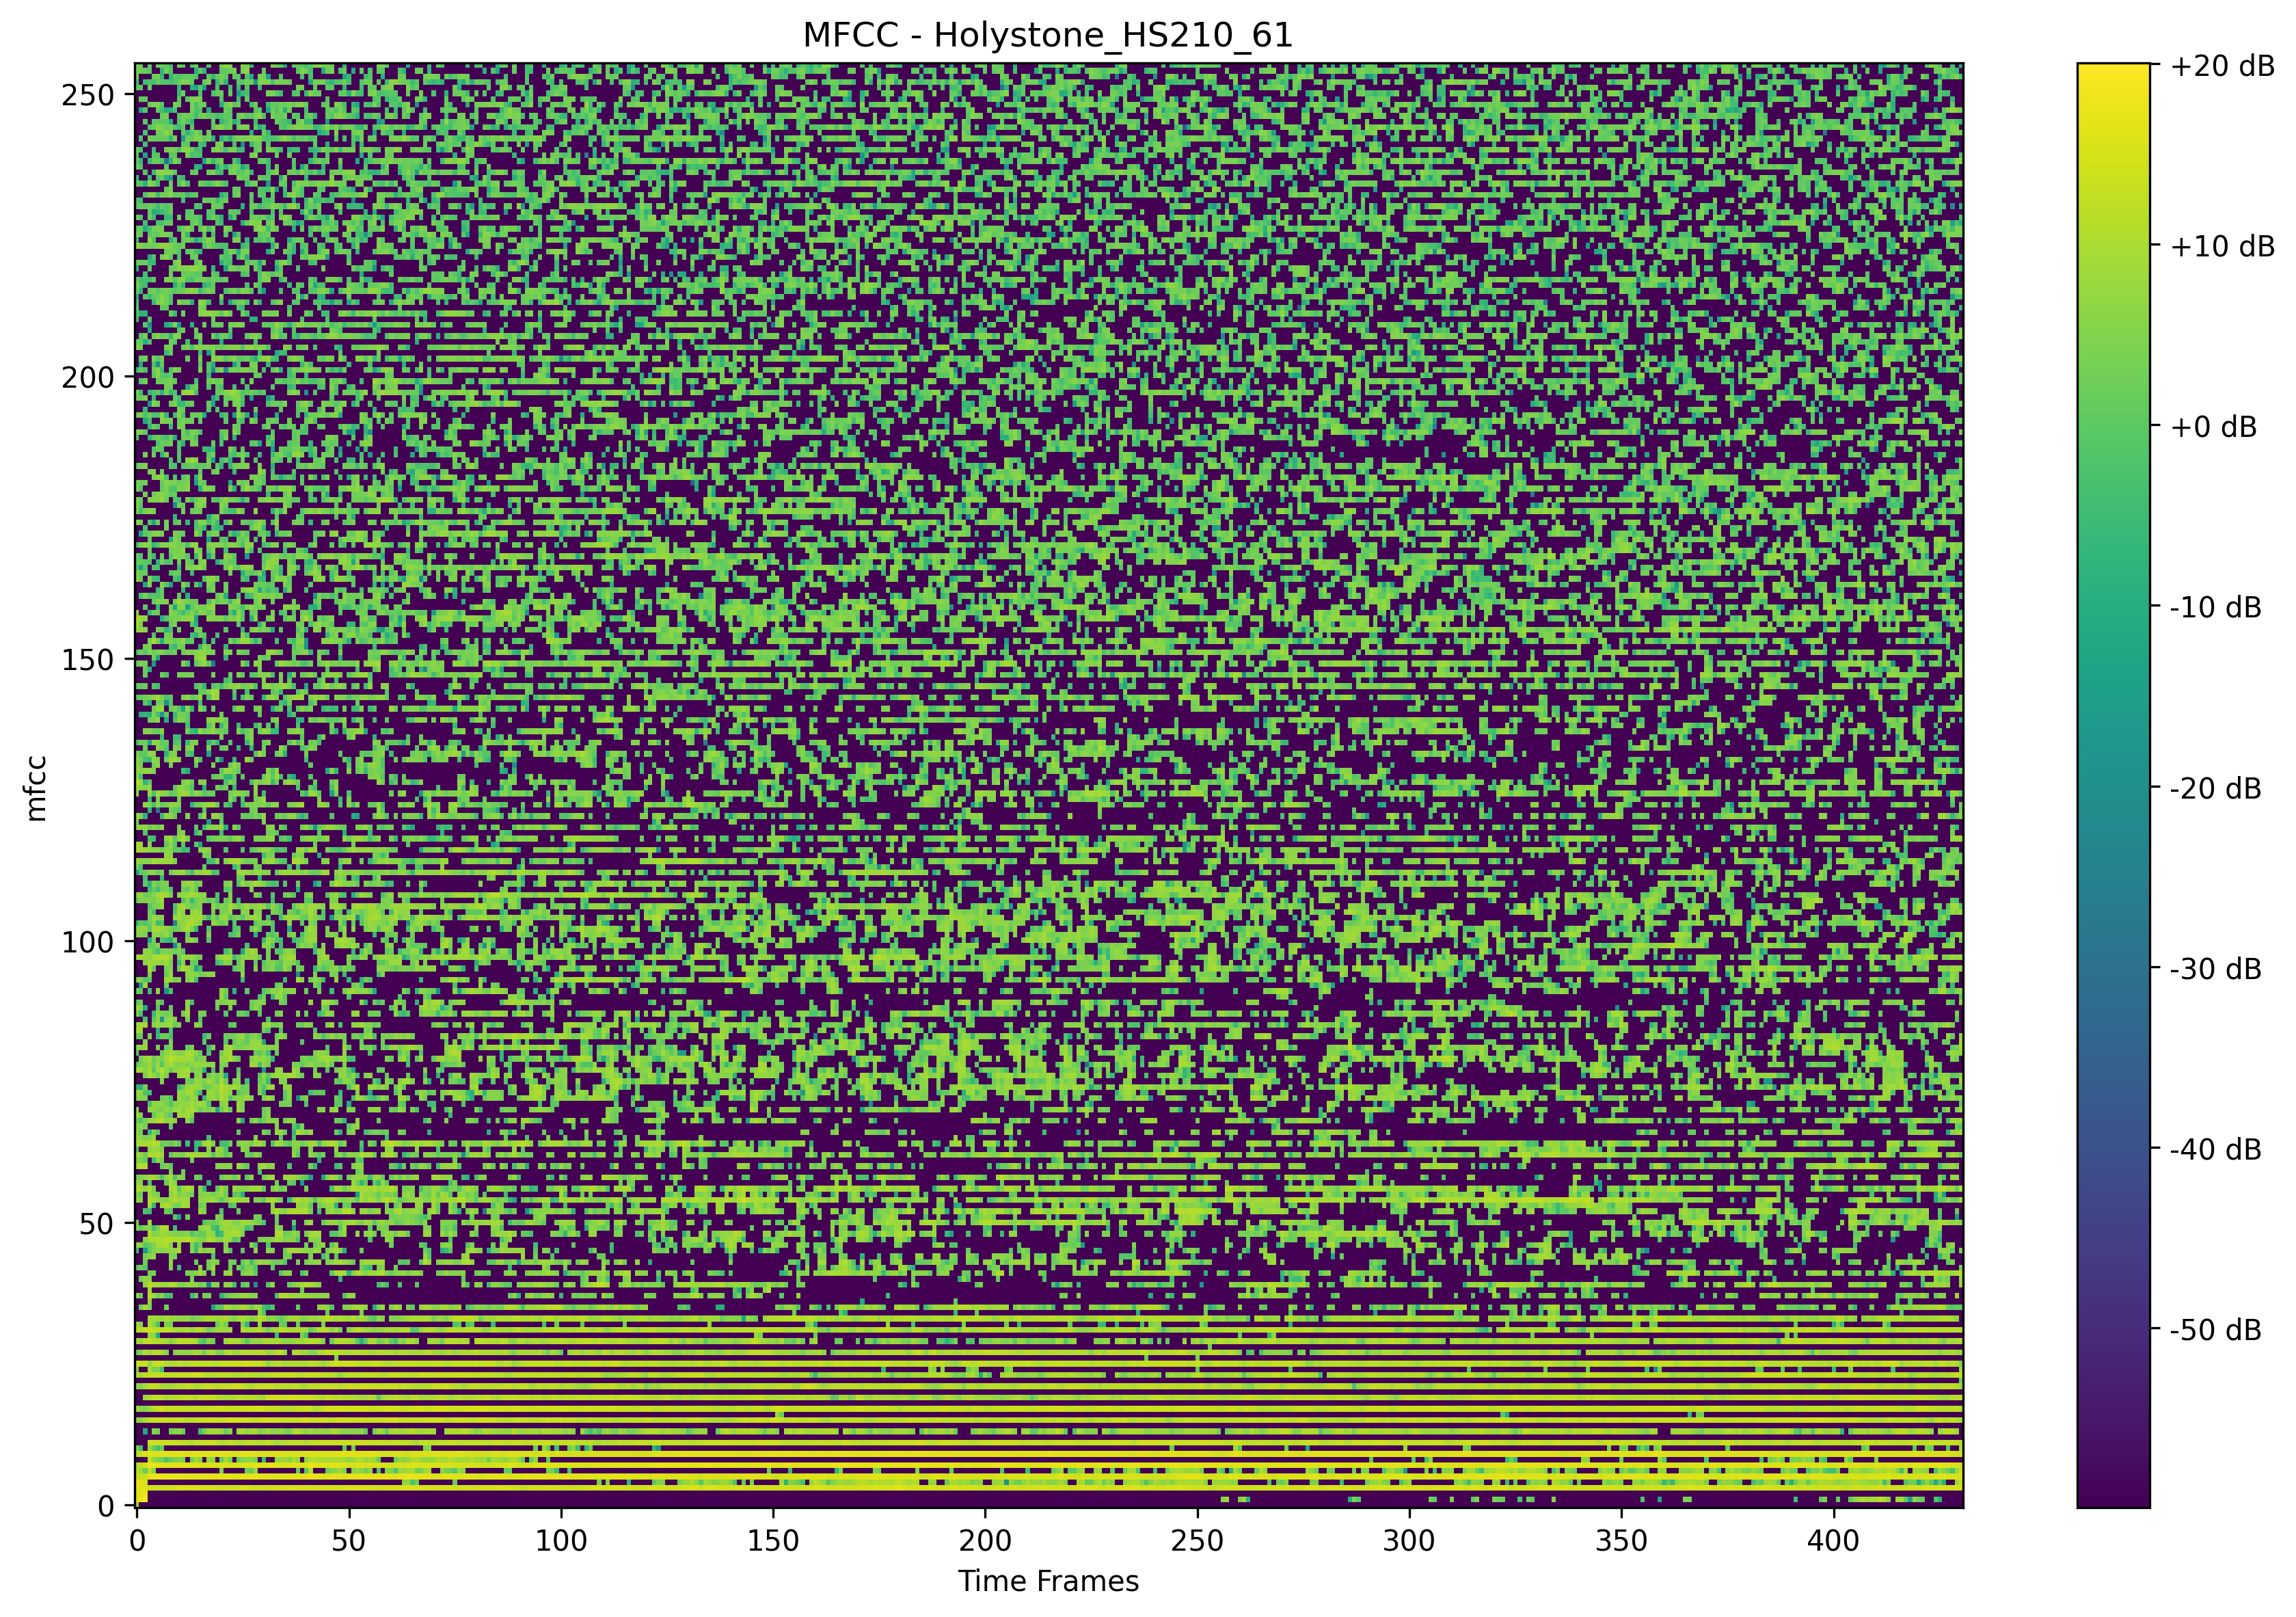 MFCC - Holystone_HS210_61
250
200
150
100
50
0
mfcc
0 50 100 150 200 250 300 350 400
Time Frames
+20 dB
+10 dB
+0 dB
-10 dB
-20 dB
-30 dB
-40 dB
-50 dB